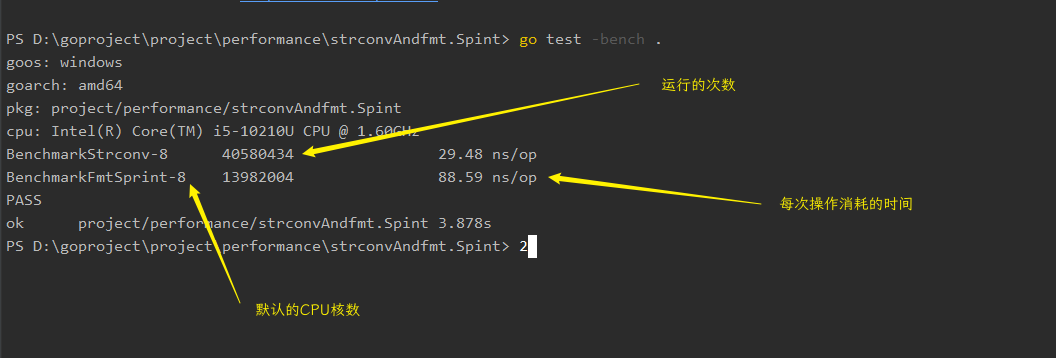 PS D:\goproject\project\performance\strconvAndfmt.Spint> go test -bench .
goos: windows
goarch: amd64
运行的次数
pkg: project/performance/strconvAndfmt.Spint
cpu: Intel(R) Core(TM) i5-10210U CPU @ 1.60GHz
BenchmarkStrconv-8 40580434 29.48 ns/op
BenchmarkFmtSprint-8 13982004 88.59 ns/op
PASS
每次操作消耗的时间
ok project/performance/strconvAndfmt.Spint 3.878s
PS D:\goproject\project\performance\strconvAndfmt.Spint> 2
默认的CPU核数